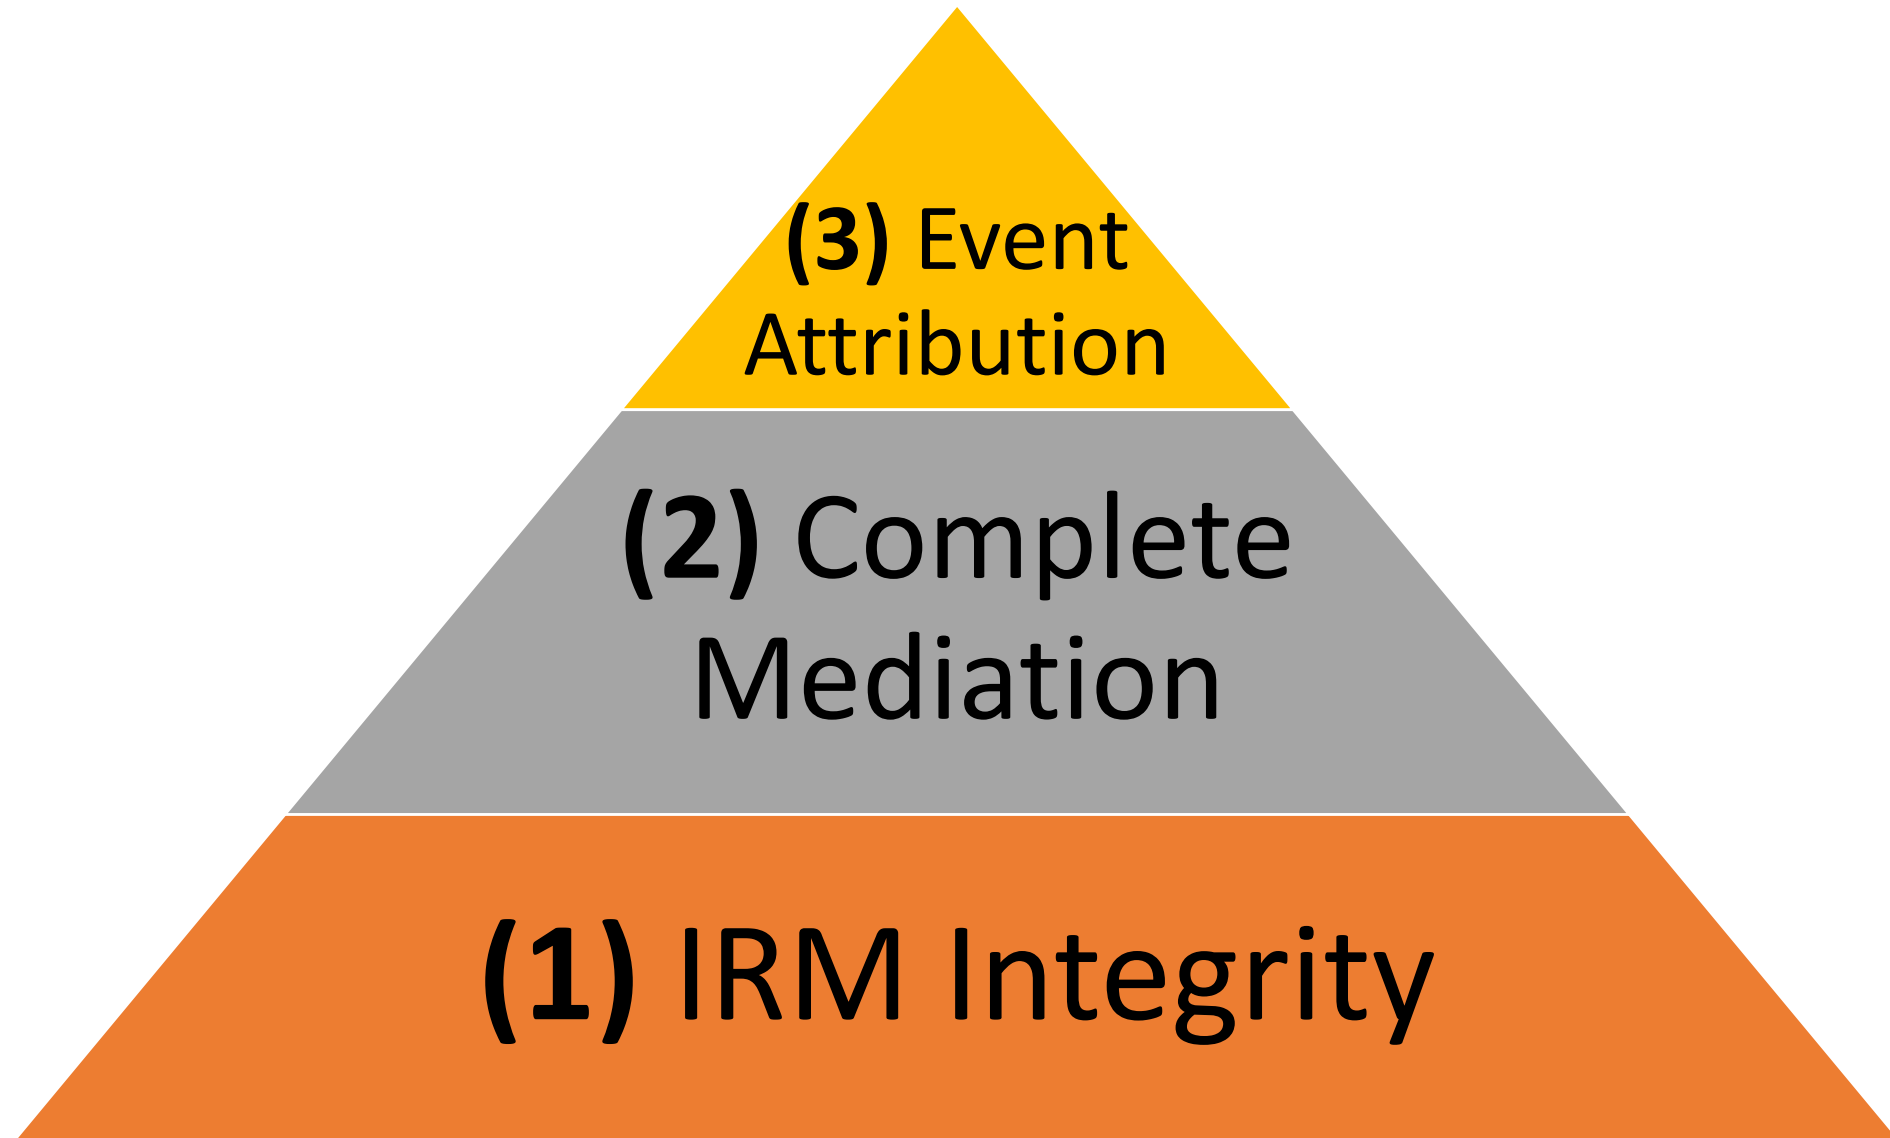 (3) Event
Attribution
(2) Complete
Mediation
(1) IRM Integrity